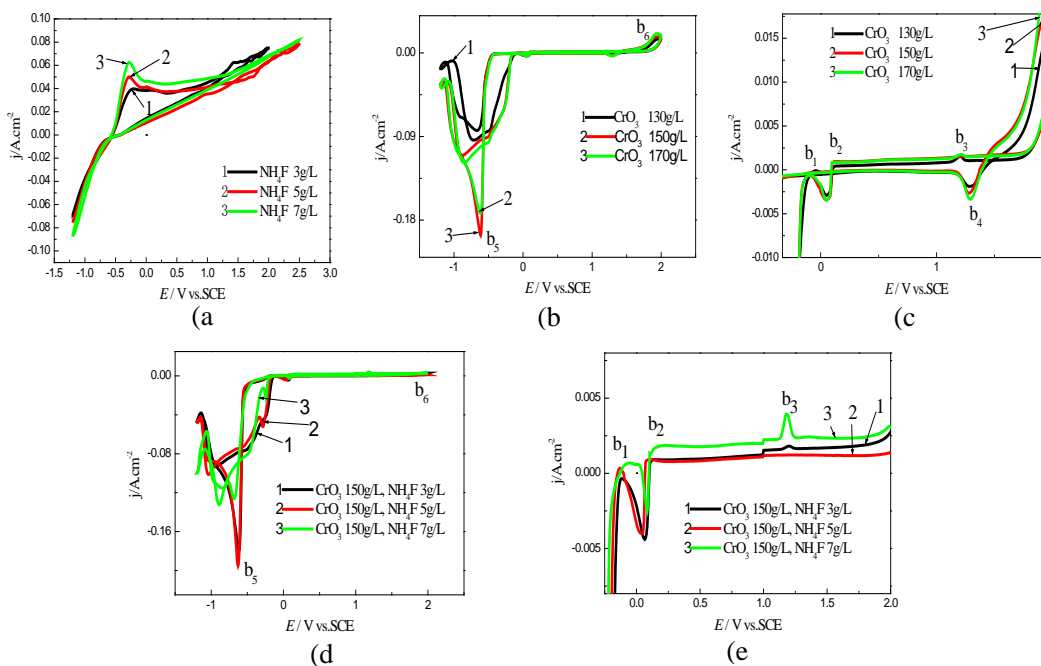 (a
0.10
0.08
0.06
0.04
0.02
0.00
-0.02
-0.04
-0.06
-0.08
-0.10
j/A.cm-2
3
2
1
1 NH4F 3g/L
2 NH4F 5g/L
3 NH4F 7g/L
-1.5 -1.0 -0.5 0.0 0.5 1.0 1.5 2.0 2.5 3.0
E / V vs.SCE
(b
0.00
-0.09
-0.18
j/A.cm-2
1
b6
1 CrO3 130g/L
2 CrO3 150g/L
3 CrO3 170g/L
2
3
b5
-1 0 1 2
E / V vs.SCE
(c
0.015
0.010
0.005
0.000
-0.005
-0.010
j/A.cm-2
1 CrO3 130g/L
2 CrO3 150g/L
3 CrO3 170g/L
3
2
1
b1
b2
b3
b4
0 1
E / V vs.SCE
0.00
-0.08
-0.16
j/A.cm-2
b6
3
2
1
1 CrO3 150g/L, NH4F 3g/L
2 CrO3 150g/L, NH4F 5g/L
3 CrO3 150g/L, NH4F 7g/L
b5
-1 0 1 2
E / V vs.SCE
(d
0.005
0.000
-0.005
j/A.cm-2
b1
b2
b3
3
2
1
1 CrO3 150g/L, NH4F 3g/L
2 CrO3 150g/L, NH4F 5g/L
3 CrO3 150g/L, NH4F 7g/L
0.0 0.5 1.0 1.5 2.0
E / V vs.SCE
(e